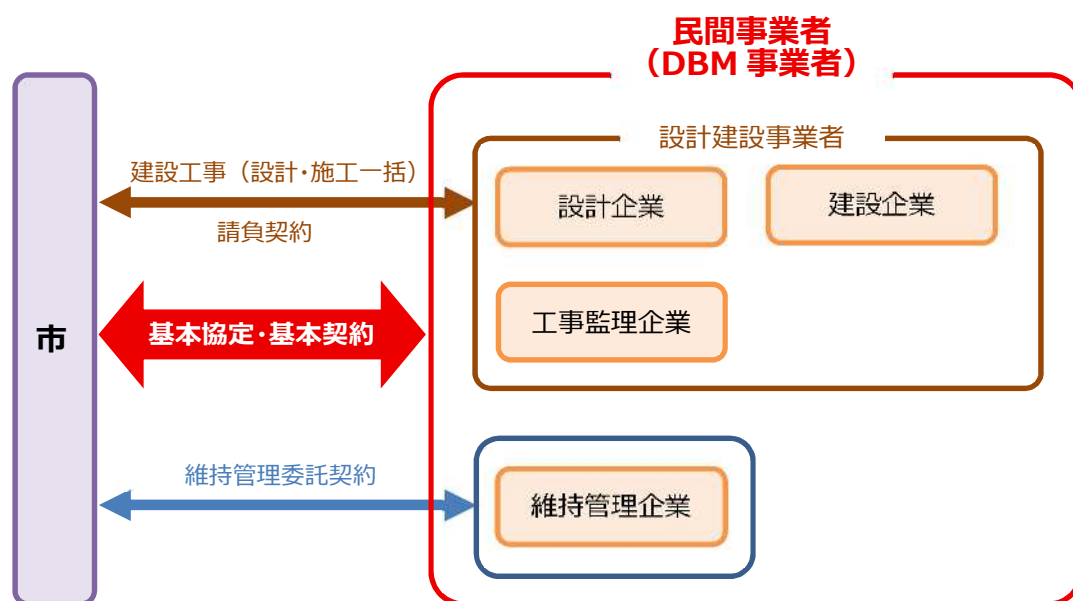 民間事業者
（DBM 事業者）
設計建設事業者
建設工事（設計・施工一括）
請負契約
設計企業
建設企業
工事監理企業
市
基本協定・基本契約
維持管理委託契約
維持管理企業